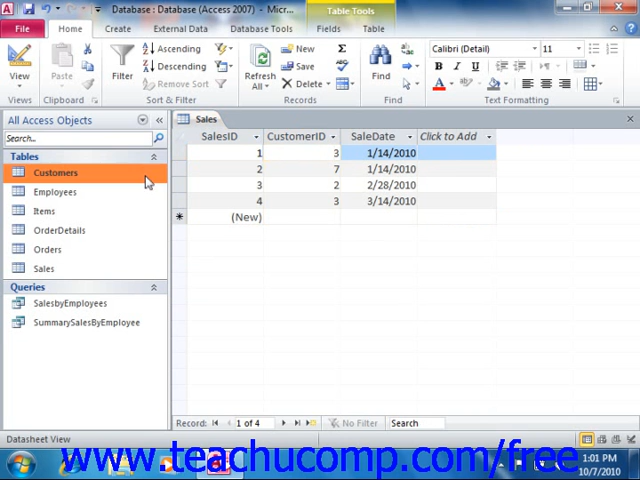 Database : Database (Access 2007) - Micr...
Table Tools
File Home Create External Data Database Tools Fields Table
View
Views
Paste
Clipboard
Filter
Ascending
Descending
Remove Sort
Sort & Filter
Refresh All
New
Save
Delete
Records
Find
Find
Calibri (Detail) 11
B I U
Text Formatting
All Access Objects
Search...
Tables
Customers
Employees
Items
OrderDetails
Orders
Sales
Queries
SalesbyEmployees
SummarySalesByEmployee
Sales
SalesID CustomerID SaleDate Click to Add
1 3 1/14/2010
2 7 1/14/2010
3 2 2/28/2010
4 3 3/14/2010
(New)
Record: 1 of 4 No Filter Search
Datasheet View
www.teachucomp.com/free
1:01 PM
10/7/2010